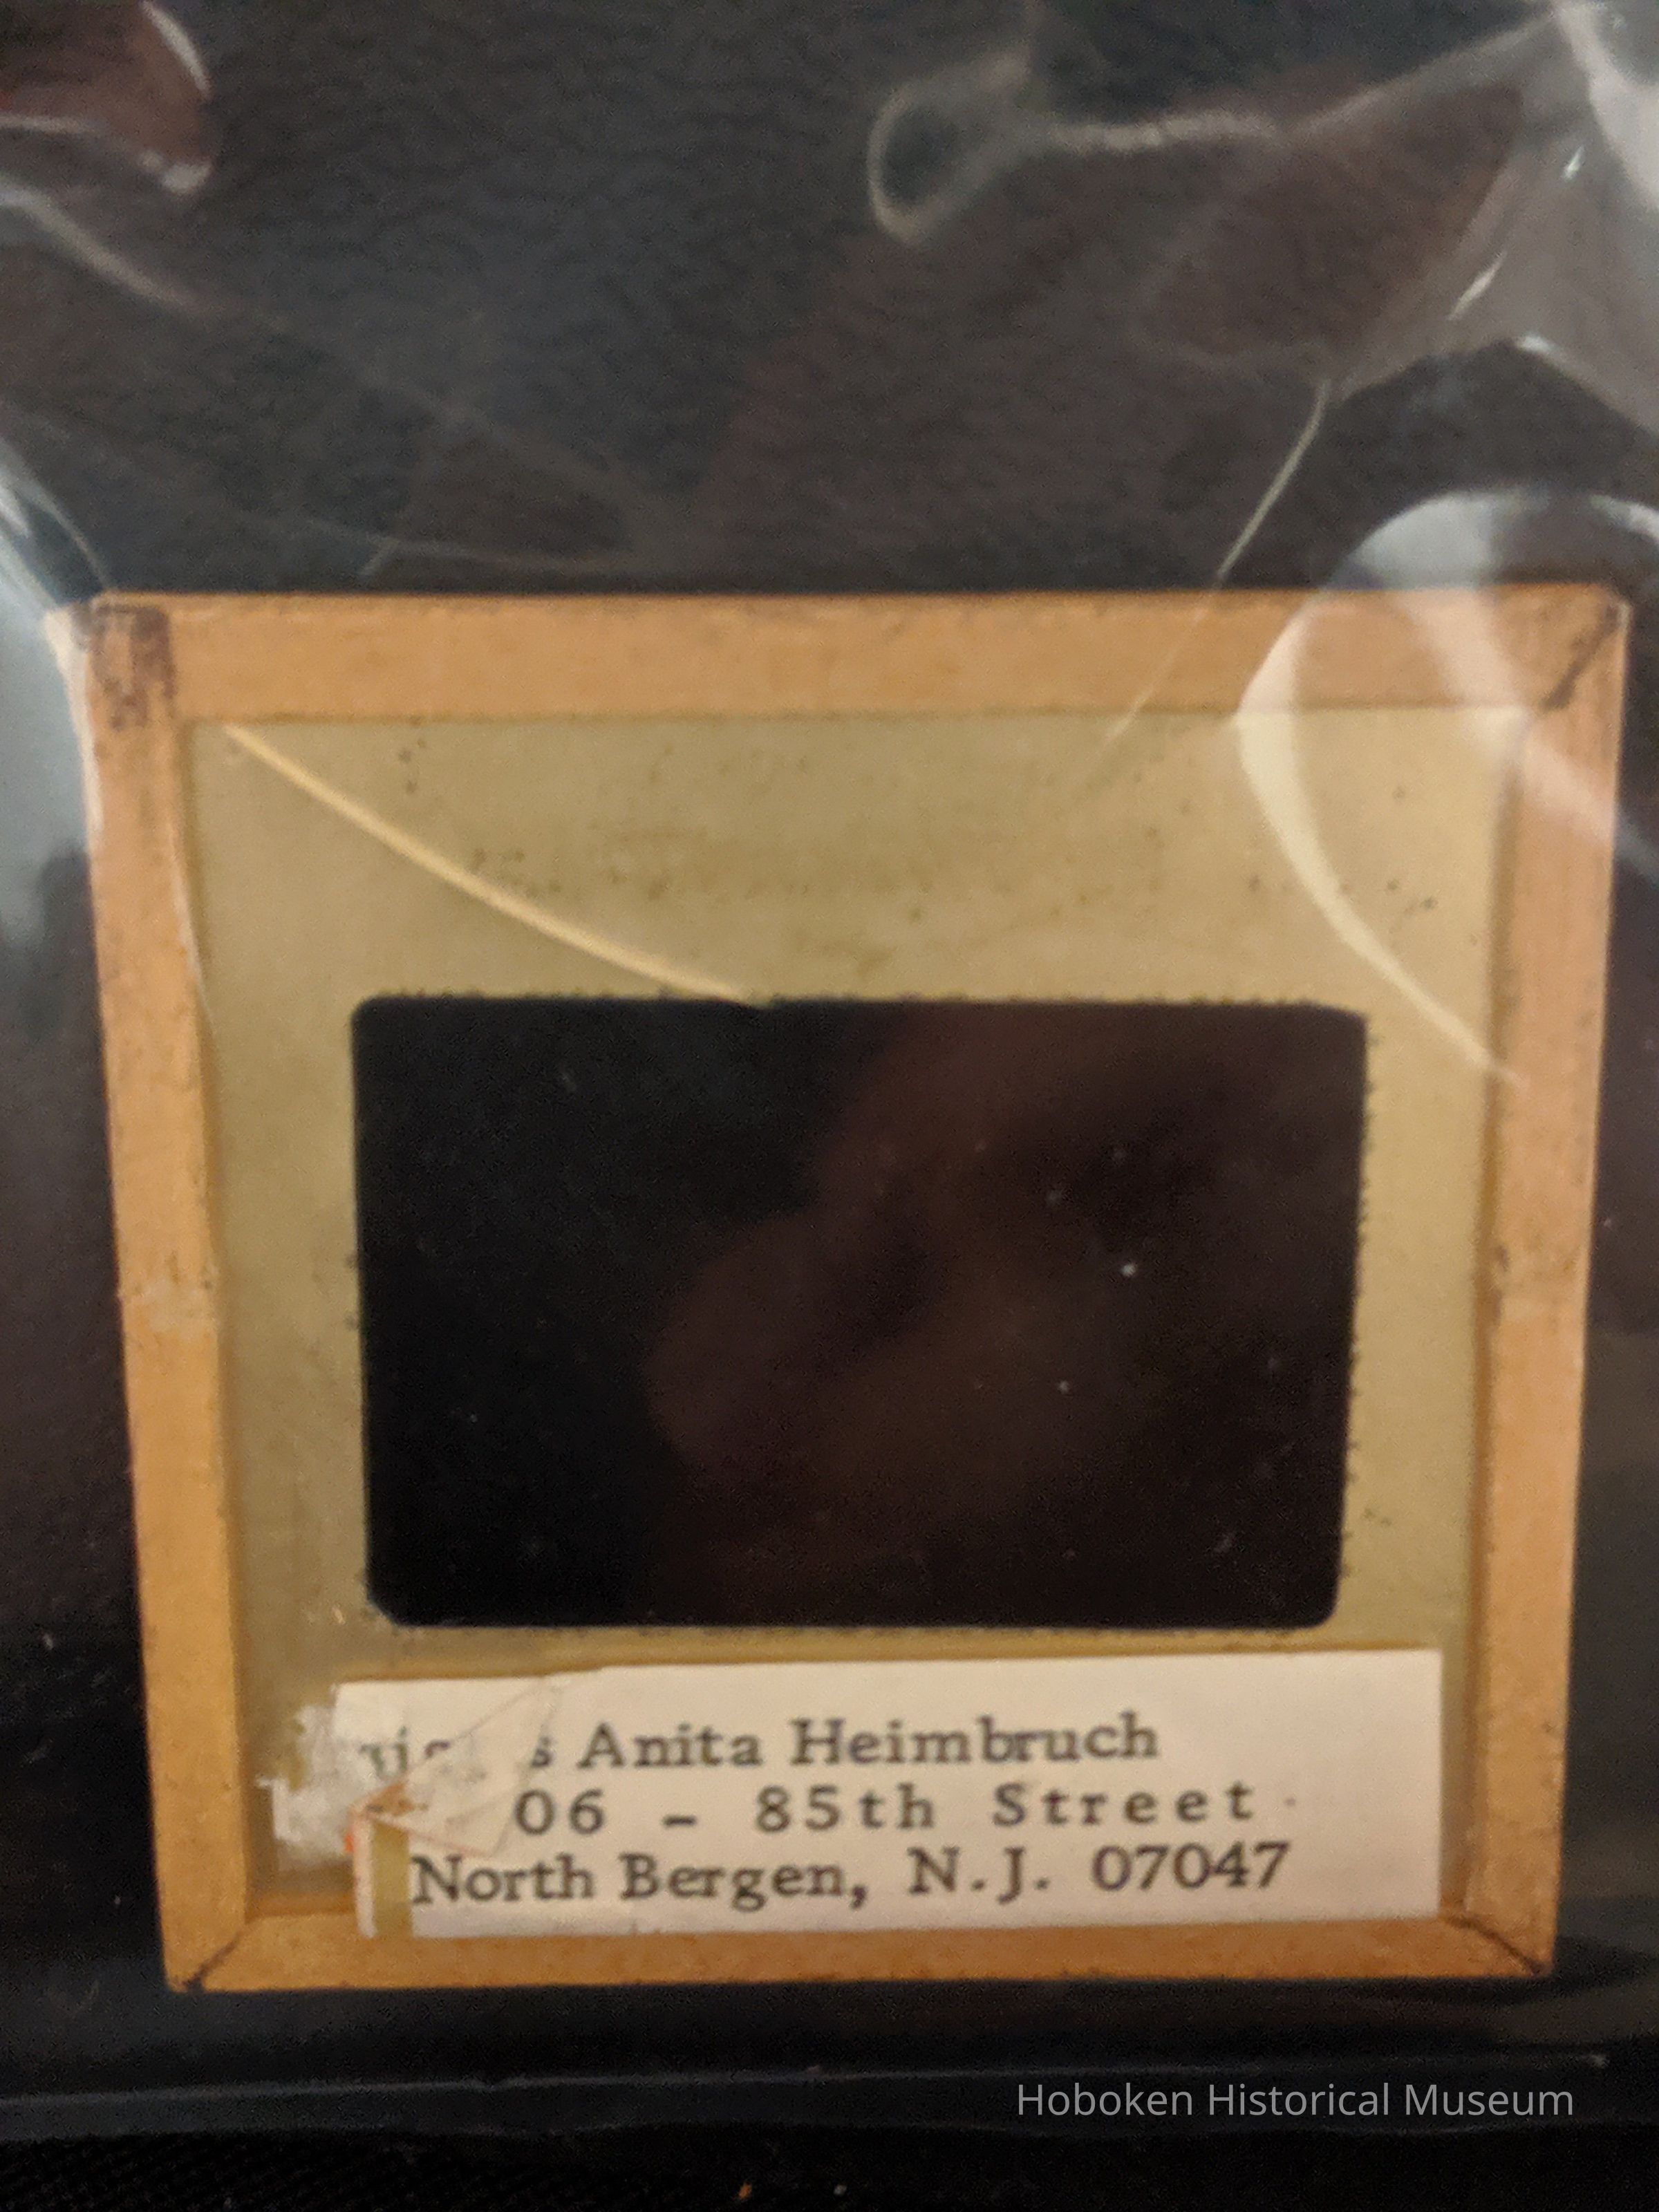 Anita Heimbruch
06 - 85th Street
North Bergen, N.J. 07047
Hoboken Historical Museum